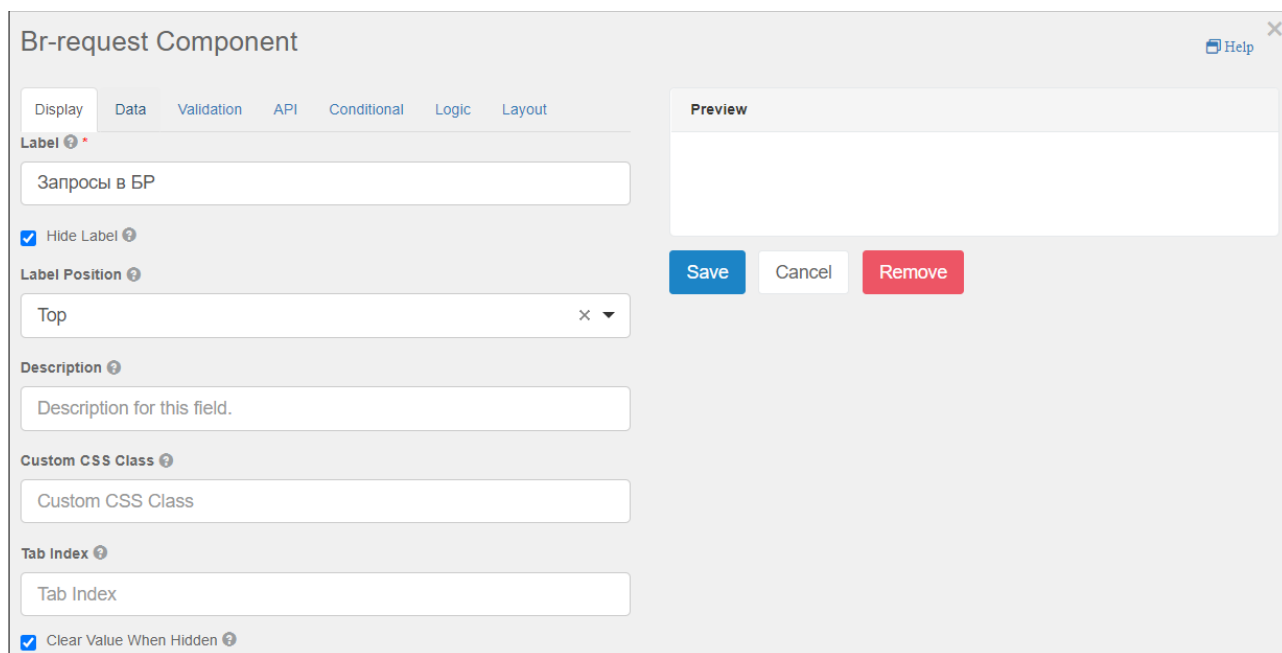 Br-request Component
Help
Display Data Validation API Conditional Logic Layout
Label *
Запросы в БР
Hide Label
Label Position
Top
Description
Description for this field.
Custom CSS Class
Custom CSS Class
Tab Index
Tab Index
Clear Value When Hidden
Preview
Save Cancel Remove